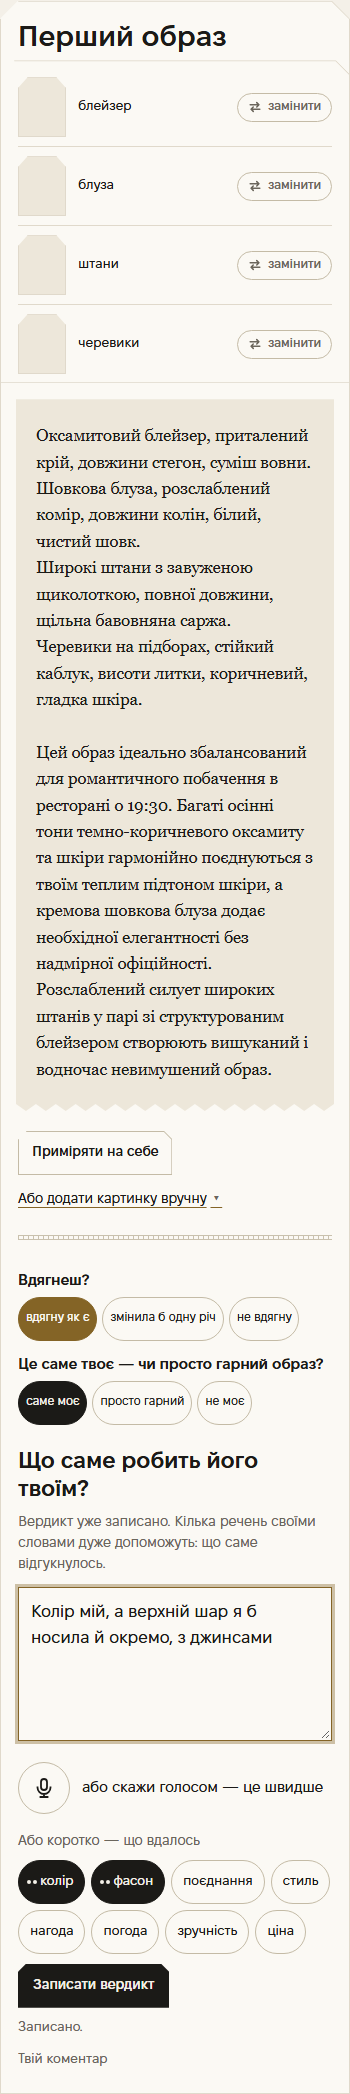 Перший образ
блейзер
замінити
блуза
замінити
штани
замінити
черевики
замінити
Оксамитовий блейзер, приталений
крій, довжини стегон, суміш вовни.
Шовкова блуза, розслаблений
комір, довжини колін, білий,
чистий шовк.
Широкі штани з завуженою
щиколоткою, повної довжини,
щільна бавовняна саржа.
Черевики на підборах, стійкий
каблук, висоти литки, коричневий,
гладка шкіра.
Цей образ ідеально збалансований
для романтичного побачення в
ресторані о 19:30. Багаті осінні
тони темно-коричневого оксамиту
та шкіри гармонійно поєднуються з
твоїм теплим підтоном шкіри, а
кремова шовкова блуза додає
необхідної елегантності без
надмірної офіційності.
Розслаблений силует широких
штанів у парі зі структурованим
блейзером створюють вишуканий і
водночас невимушений образ.
Приміряти на себе
Або додати картинку вручну
Вдягнеш?
вдягну як є
змінила б одну річ
не вдягну
Це саме твоє — чи просто гарний образ?
саме моє
просто гарний
не моє
Що саме робить його
твоїм?
Вердикт уже записано. Кілька речень своїми
словами дуже допоможуть: що саме
відгукнулось.
Колір мій, а верхній шар я б
носила й окремо, з джинсами
або скажи голосом — це швидше
Або коротко — що вдалось
колір
фасон
поєднання
стиль
нагода
погода
зручність
ціна
Записати вердикт
Записано.
Твій коментар